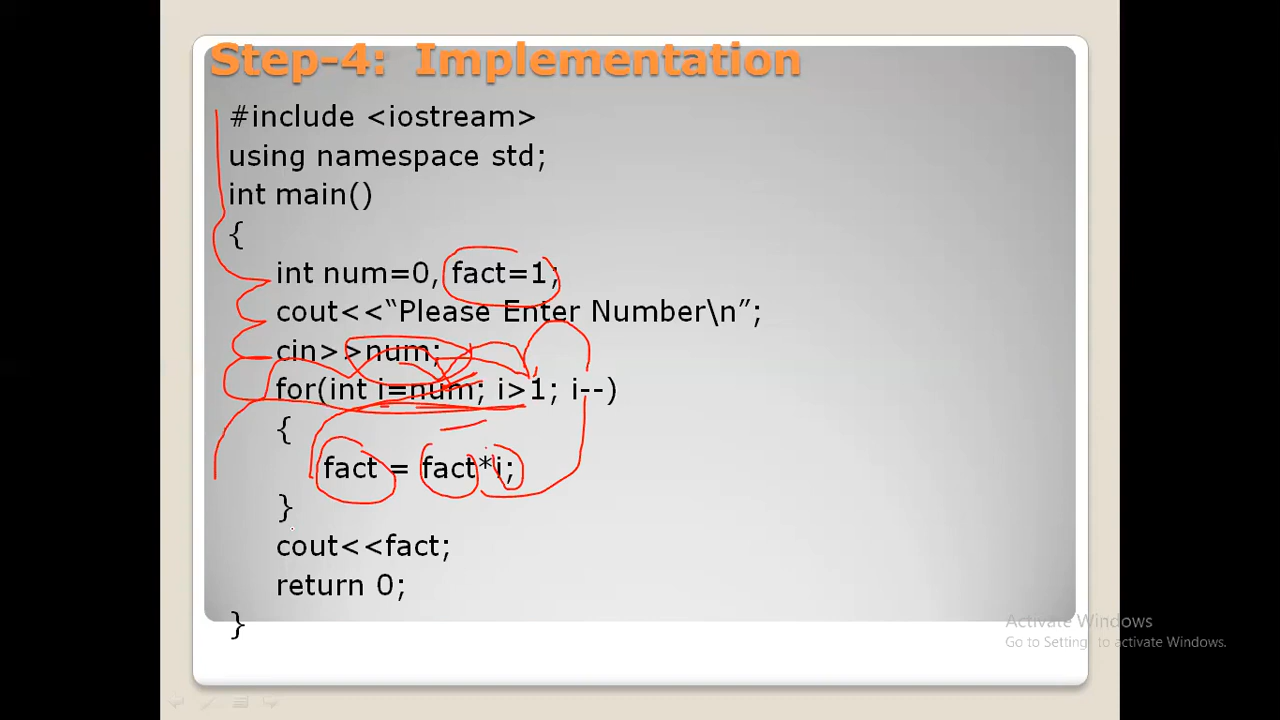 Step-4: Implementation
#include <iostream>
using namespace std;
int main()
{
int num=0, fact=1;
cout<<“Please Enter Number\n”;
cin>>num;
for(int i=num; i>1; i--)
{
fact = fact*i;
}
cout<<fact;
return 0;
}
Activate Windows
Go to Settings to activate Windows.